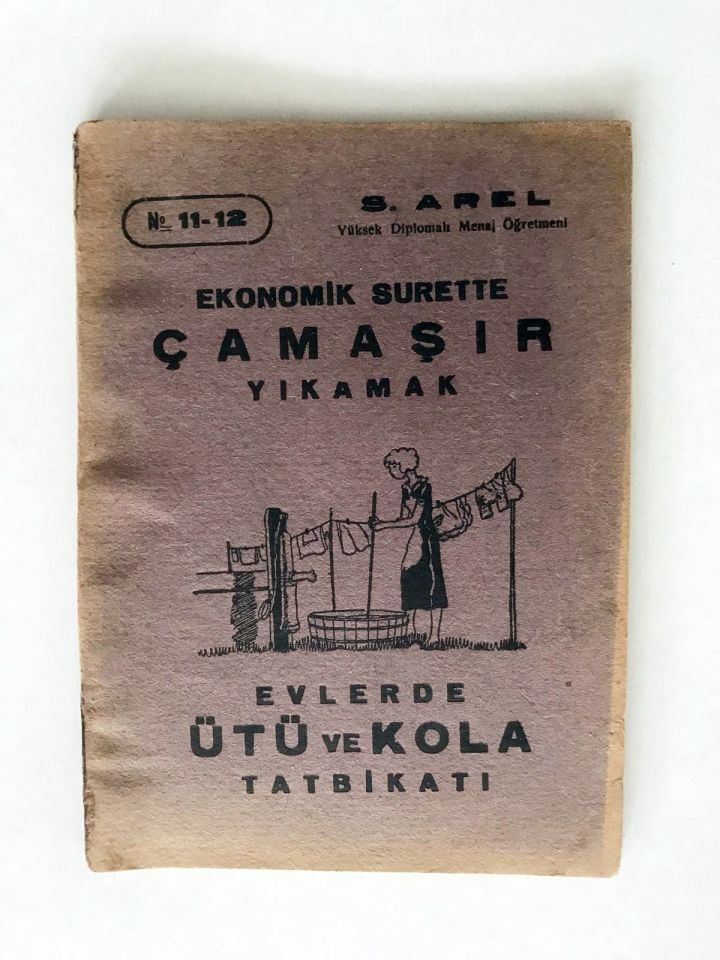 № 11-12
S. AREL
Yüksek Diplomalı Menaj Öğretmeni
EKONOMİK SURETTE
ÇAMAŞIR
YIKAMAK
EVLERDE
ÜTÜ VE KOLA
TATBİKATI